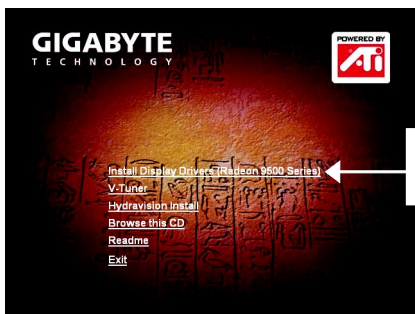 GIGABYTE
TECHNOLOGY
POWERED BY
ATI
Install Display Drivers (Radeon 9500 Series)
V-Tuner
Hydravision Install
Browse this CD
Readme
Exit